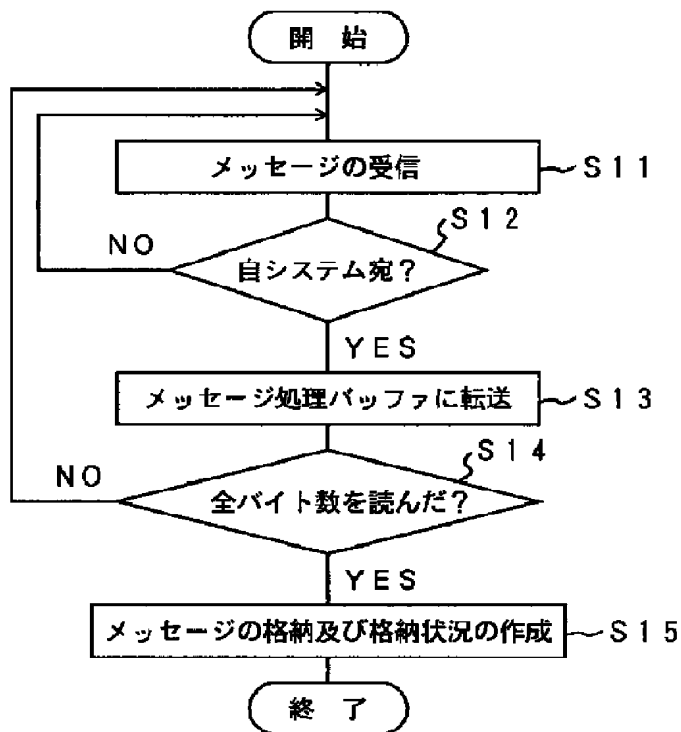 開 始
メッセージの受信
S11
S12
自システム宛?
NO
YES
メッセージ処理バッファに転送
S13
S14
全バイト数を読んだ?
NO
YES
メッセージの格納及び格納状況の作成
S15
終 了